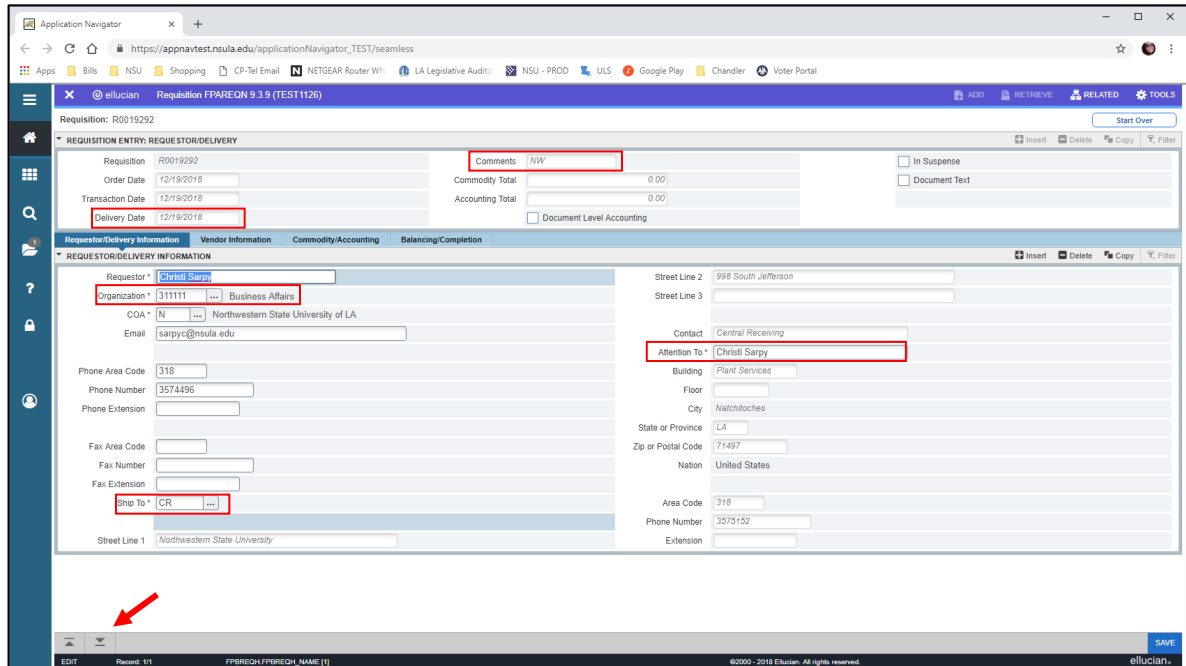 Application Navigator × +
https://appnavtest.nsula.edu/applicationNavigator_TEST/seamless
Apps Bills NSU Shopping CP-Tel Email NETGEAR Router WN LA Legislative Audito NSU - PROD ULS Google Play Chandler Voter Portal
× ellucian Requisition FPAREQN 9.3.9 (TEST1126) ADD RETRIEVE RELATED TOOLS
Requisition: R0019292 Start Over
REQUISITION ENTRY: REQUESTOR/DELIVERY Insert Delete Copy Filter
Requisition R0019292 Comments NW In Suspense
Order Date 12/19/2018 Commodity Total 0.00 Document Text
Transaction Date 12/19/2018 Accounting Total 0.00
Delivery Date 12/19/2018 Document Level Accounting
1
Requestor/Delivery Information Vendor Information Commodity/Accounting Balancing/Completion
REQUESTOR/DELIVERY INFORMATION Insert Delete Copy Filter
Requestor * Christi Sarpy Street Line 2 998 South Jefferson
Organization * 311111 ... Business Affairs Street Line 3
COA * N ... Northwestern State University of LA
Email sarpyc@nsula.edu Contact Central Receiving
Attention To * Christi Sarpy
Phone Area Code 318 Building Plant Services
Phone Number 3574496 Floor
Phone Extension City Natchitoches
State or Province LA
Fax Area Code Zip or Postal Code 71497
Fax Number Nation United States
Fax Extension
Ship To * CR ... Area Code 318
Phone Number 3575152
Street Line 1 Northwestern State University Extension
SAVE
EDIT Record: 1/1 FPBREQH.FPBREQH_NAME [1] ©2000 - 2018 Ellucian. All rights reserved. ellucian.